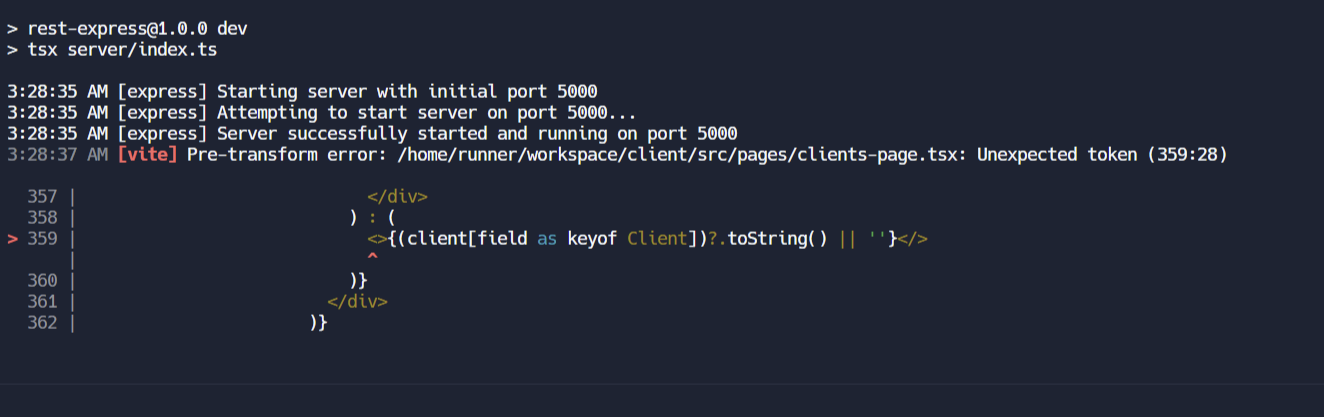 > rest-express@1.0.0 dev
> tsx server/index.ts
3:28:35 AM [express] Starting server with initial port 5000
3:28:35 AM [express] Attempting to start server on port 5000...
3:28:35 AM [express] Server successfully started and running on port 5000
3:28:37 AM [vite] Pre-transform error: /home/runner/workspace/client/src/pages/clients-page.tsx: Unexpected token (359:28)
  357 |                             </div>
  358 |                           ) : (
> 359 |                             <>{(client[field as keyof Client])?.toString() || ''}</>
      |                             ^
  360 |                           )}
  361 |                         </div>
  362 |                       )}